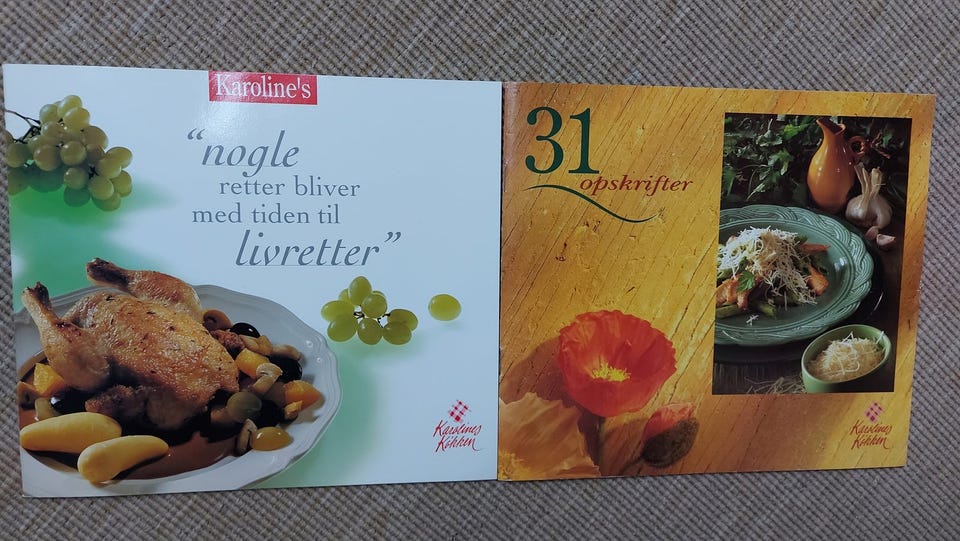 Karoline's
“nogle
retter bliver
med tiden til
livretter”
Karolines
Køkken
31
opskrifter
Karolines
Køkken